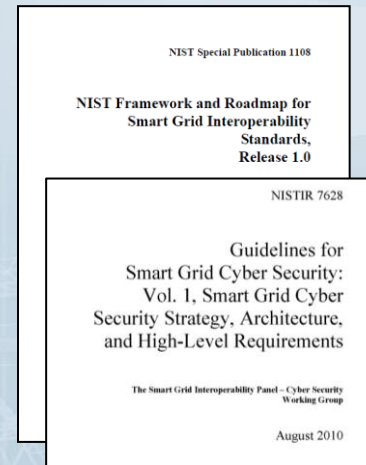 NIST Special Publication 1108
NIST Framework and Roadmap for
Smart Grid Interoperability
Standards,
Release 1.0
NISTIR 7628
Guidelines for
Smart Grid Cyber Security:
Vol. 1, Smart Grid Cyber
Security Strategy, Architecture,
and High-Level Requirements
The Smart Grid Interoperability Panel – Cyber Security
Working Group
August 2010